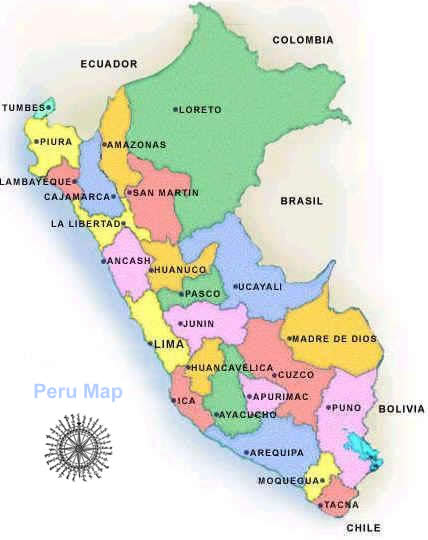 COLOMBIA
ECUADOR
TUMBES
LORETO
PIURA
AMAZONAS
LAMBAYEQUE
CAJAMARCA
SAN MARTIN
BRASIL
LA LIBERTAD
ANCASH
HUANUCO
UCAYALI
PASCO
JUNIN
LIMA
MADRE DE DIOS
HUANCAVELICA
CUZCO
Peru Map
ICA
APURIMAC
PUNO
BOLIVIA
AYACUCHO
AREQUIPA
MOQUEGUA
TACNA
CHILE